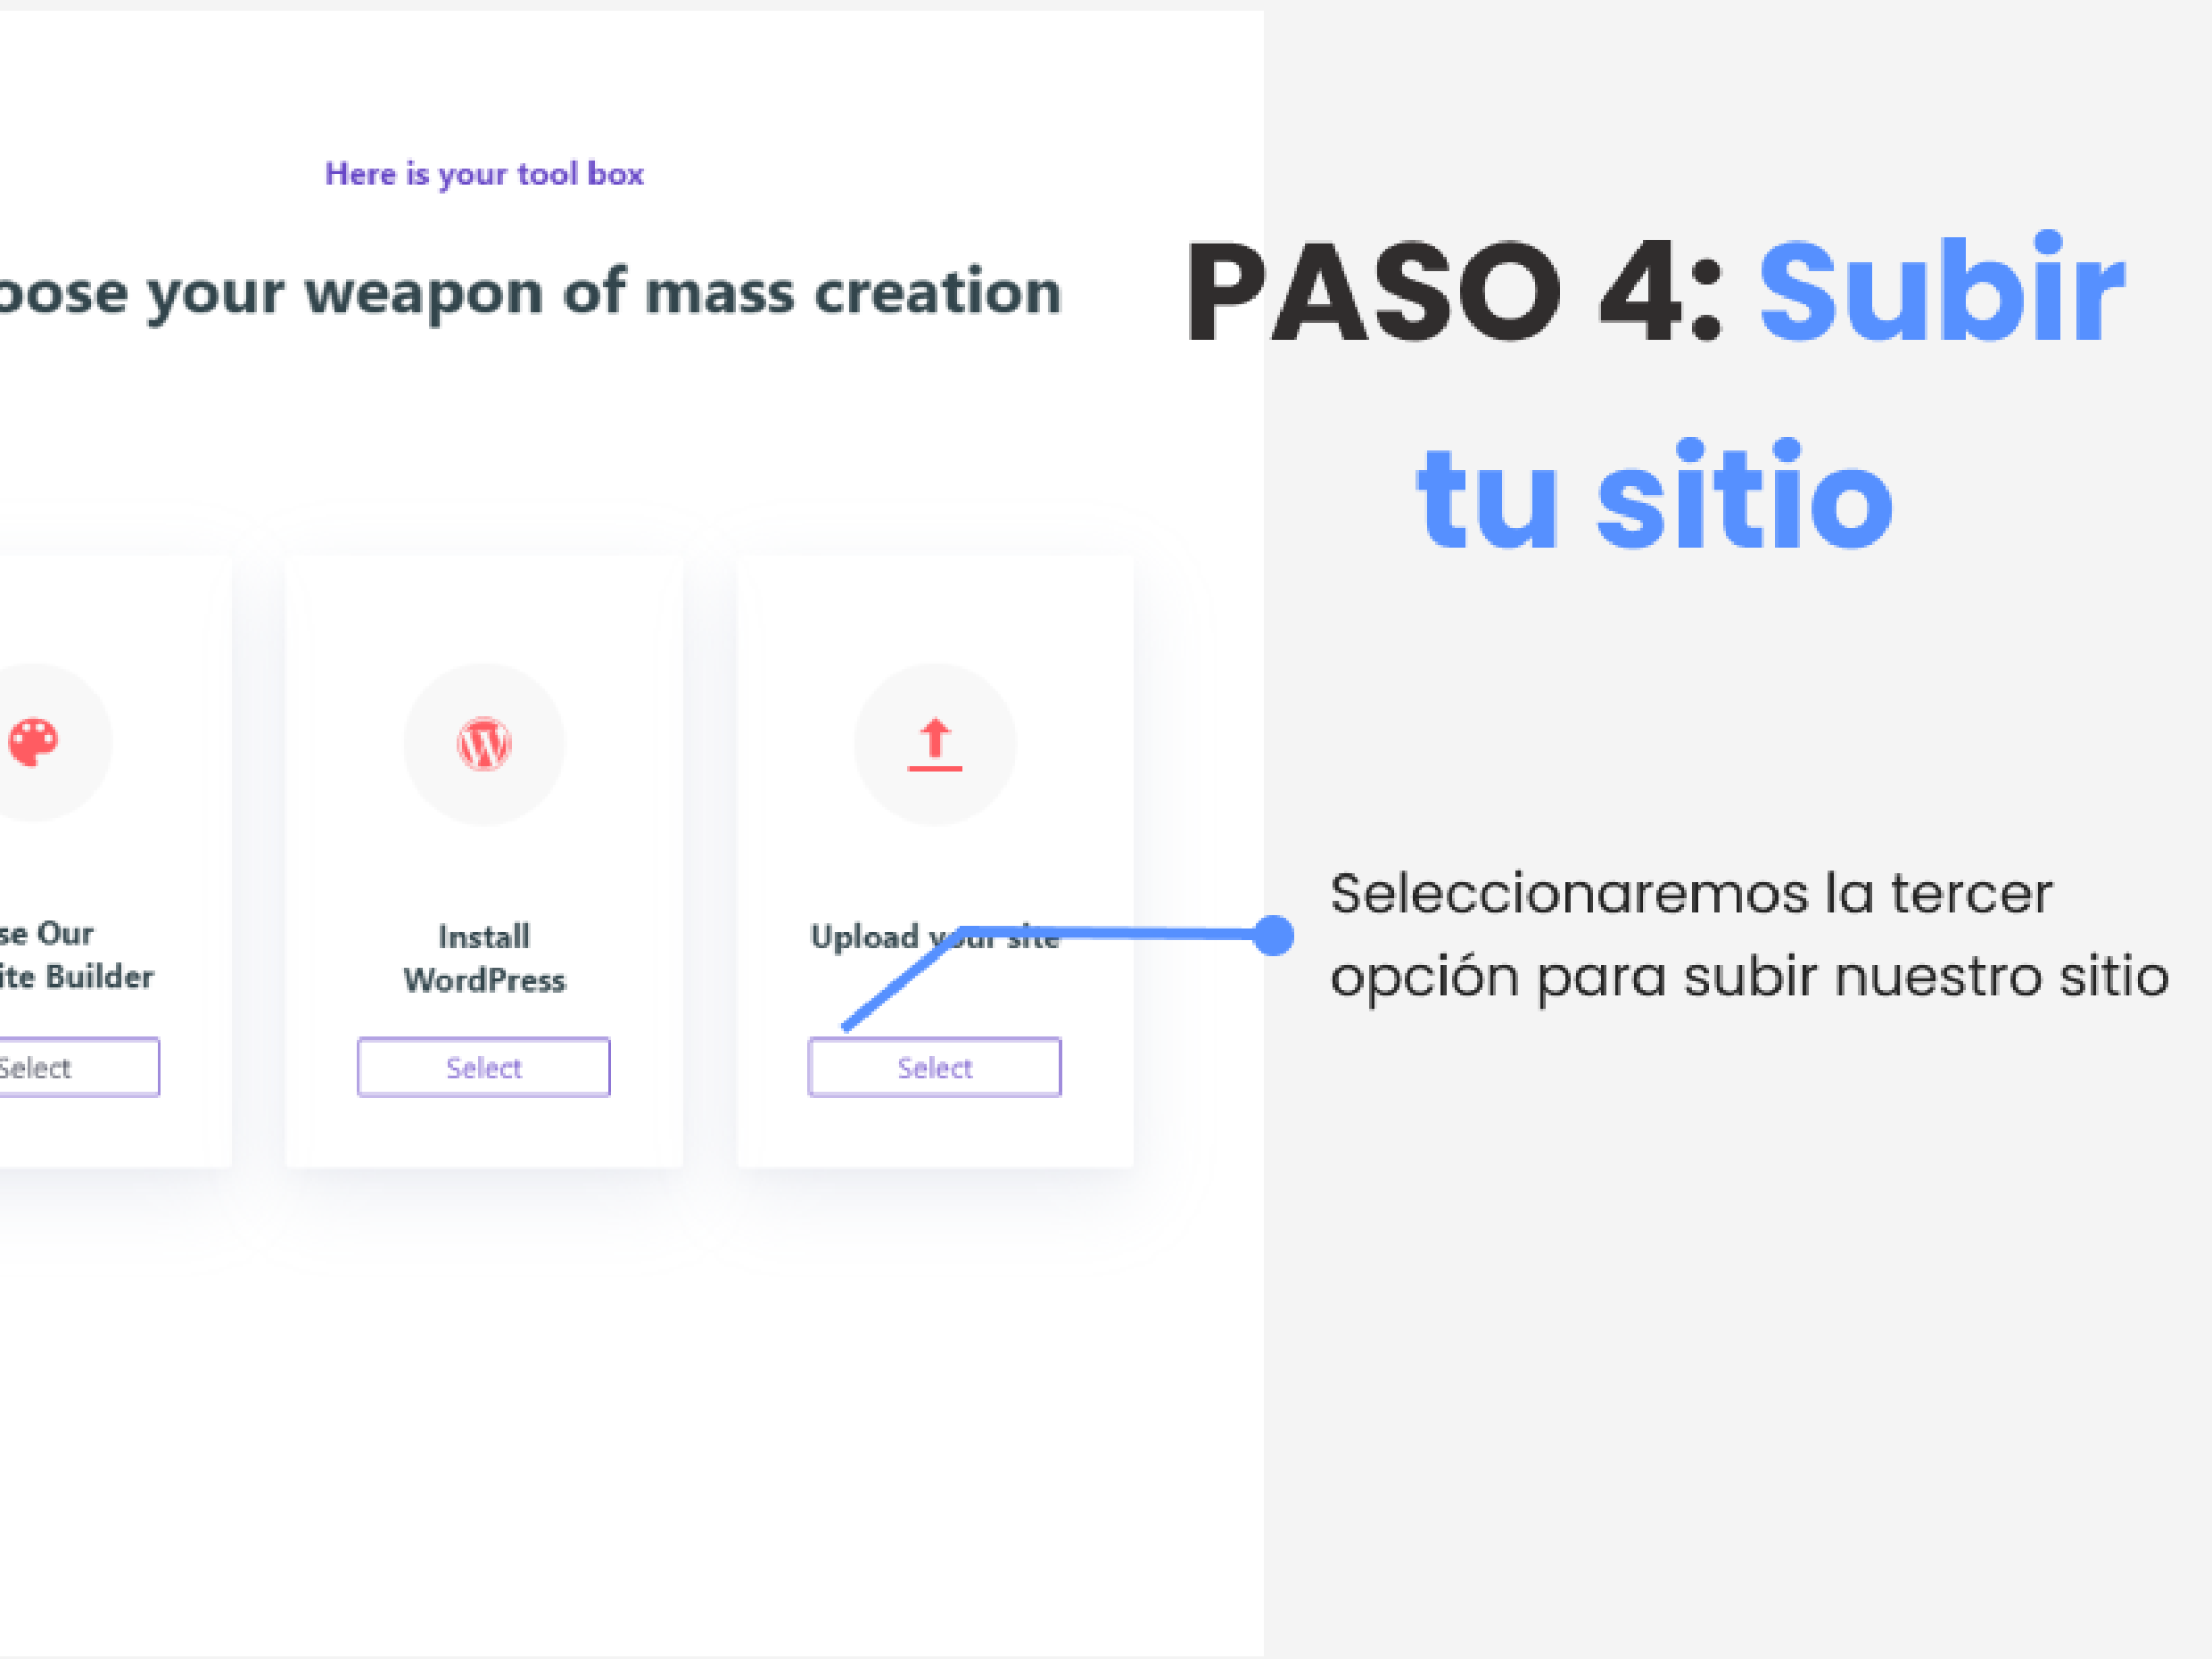 Here is your tool box
oose your weapon of mass creation
PASO 4: Subir
tu sitio
se Our
ite Builder
Select
Install
WordPress
Select
Upload your site
Select
Seleccionaremos la tercer
opción para subir nuestro sitio